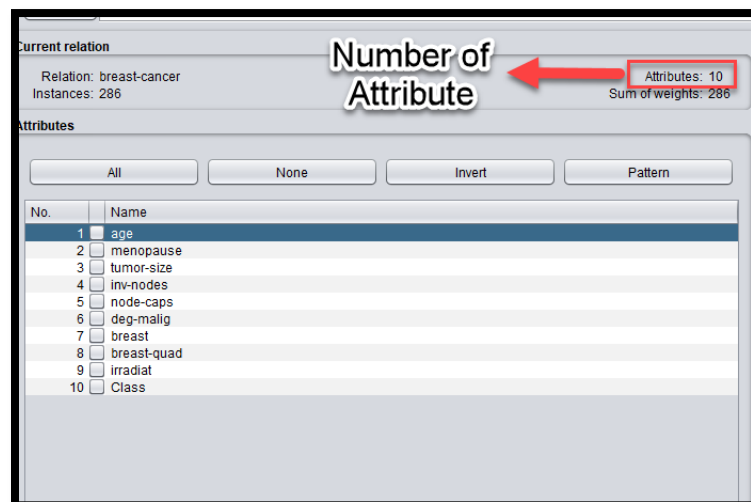 Current relation
Relation: breast-cancer
Instances: 286
Number of
Attribute
Attributes: 10
Sum of weights: 286
Attributes
All None Invert Pattern
No. Name
1 age
2 menopause
3 tumor-size
4 inv-nodes
5 node-caps
6 deg-malig
7 breast
8 breast-quad
9 irradiat
10 Class